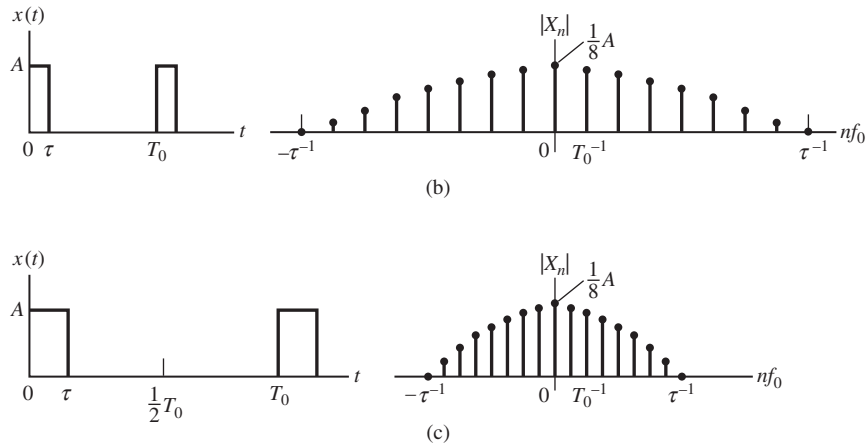 x(t)
A
0 τ T₀ t
|Xₙ|
1/8 A
−τ⁻¹ 0 T₀⁻¹ τ⁻¹ nf₀
(b)
x(t)
A
0 τ 1/2 T₀ T₀ t
|Xₙ|
1/8 A
−τ⁻¹ 0 T₀⁻¹ τ⁻¹ nf₀
(c)